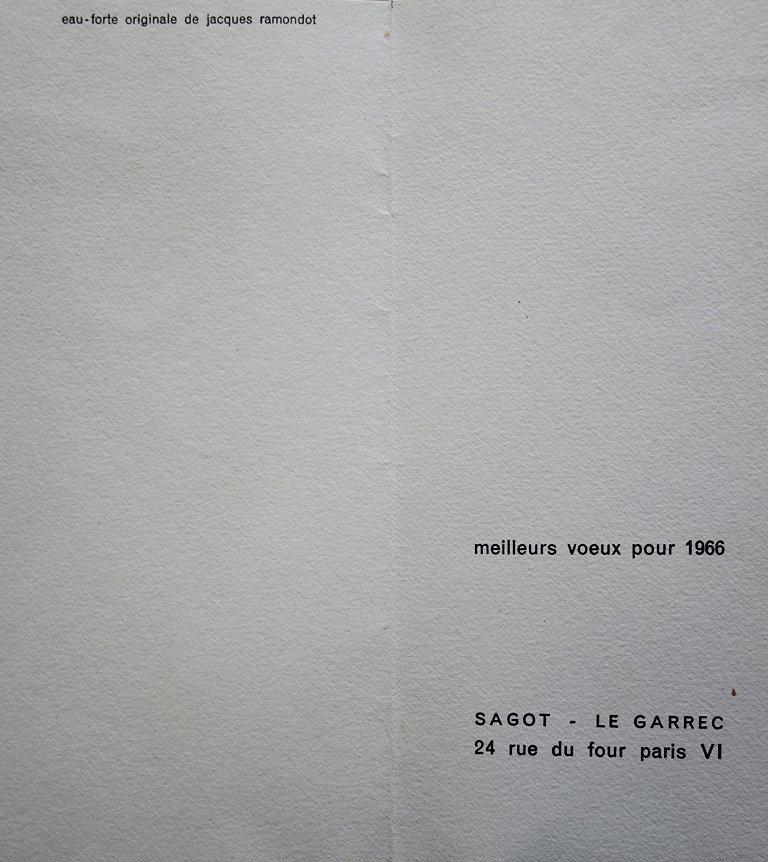 eau-forte originale de jacques ramondot
meilleurs voeux pour 1966
SAGOT - LE GARREC
24 rue du four paris VI